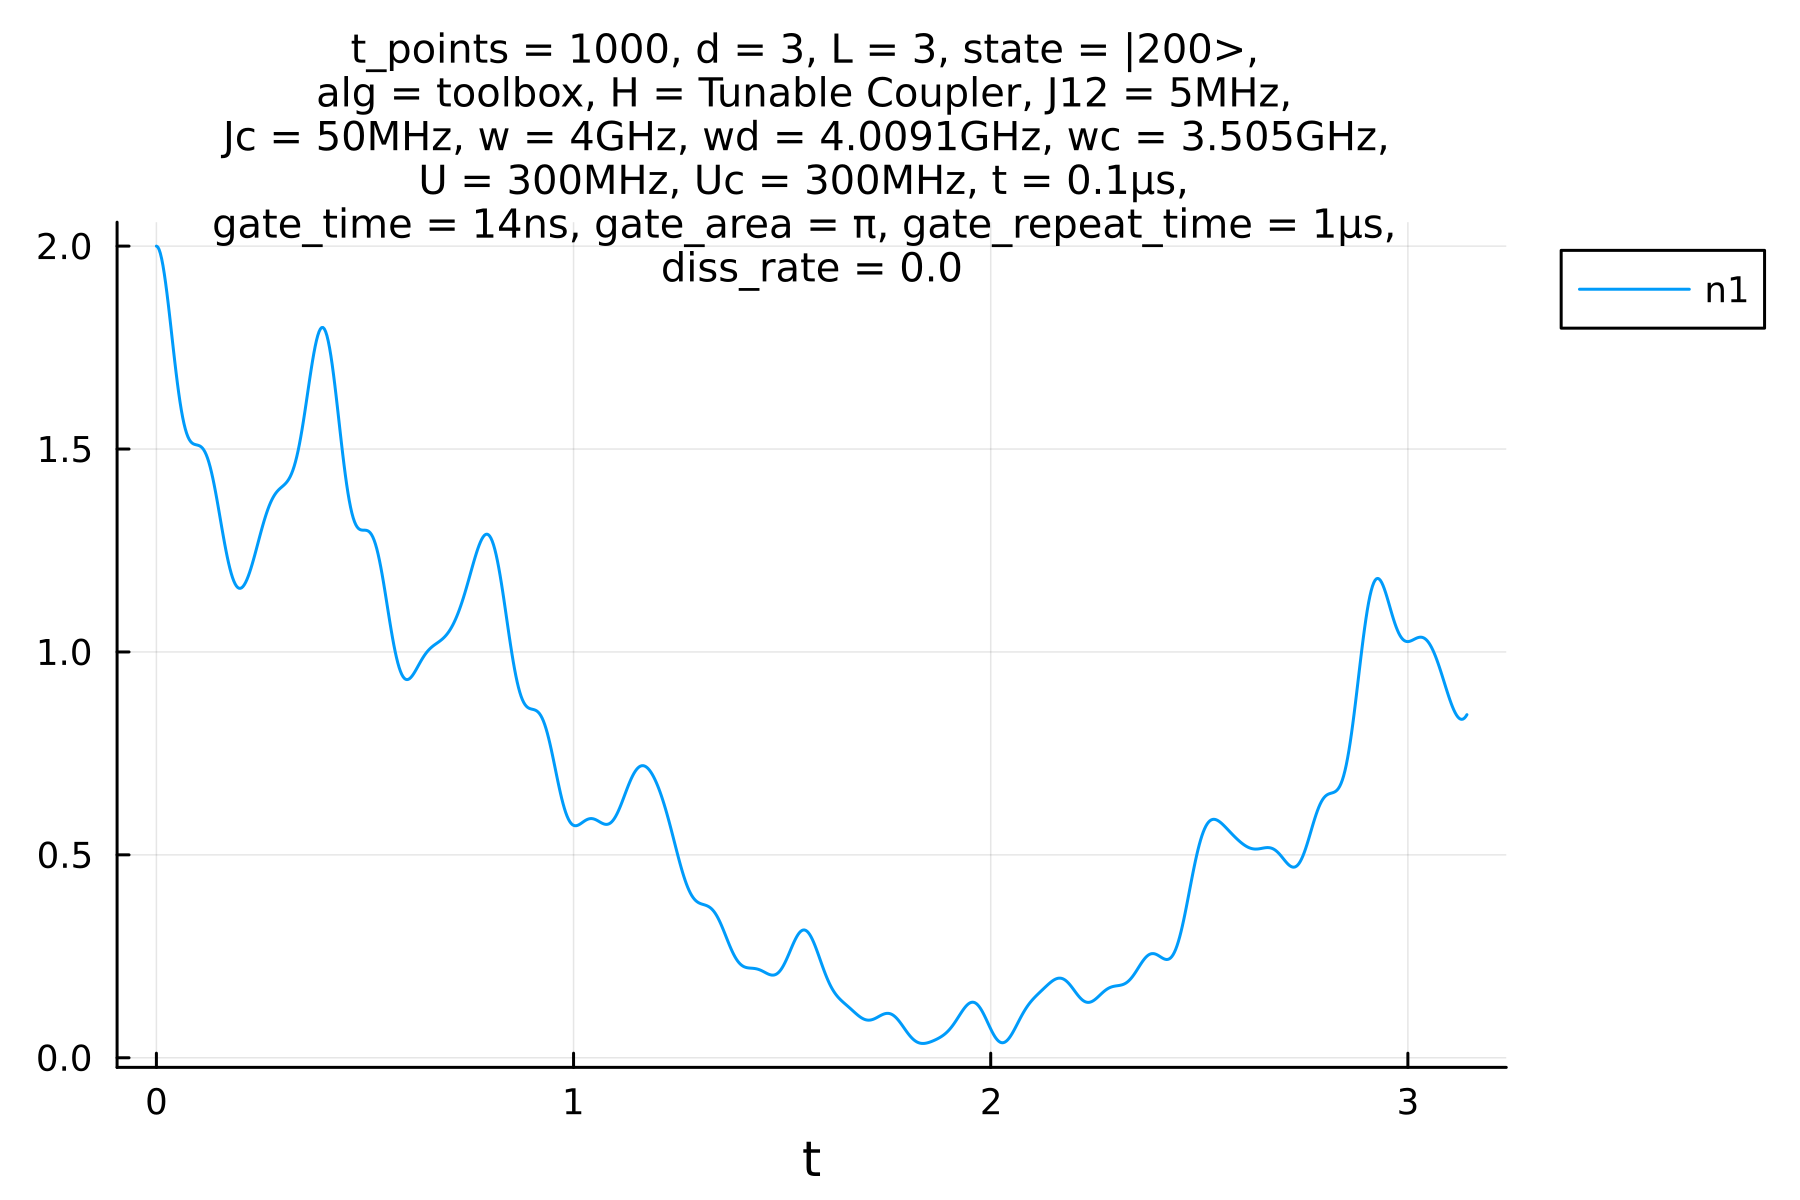 t_points = 1000, d = 3, L = 3, state = |200>,
alg = toolbox, H = Tunable Coupler, J12 = 5MHz,
Jc = 50MHz, w = 4GHz, wd = 4.0091GHz, wc = 3.505GHz,
U = 300MHz, Uc = 300MHz, t = 0.1μs,
gate_time = 14ns, gate_area = π, gate_repeat_time = 1μs,
diss_rate = 0.0
2.0
1.5
1.0
0.5
0.0
n1
0 1 2 3
t